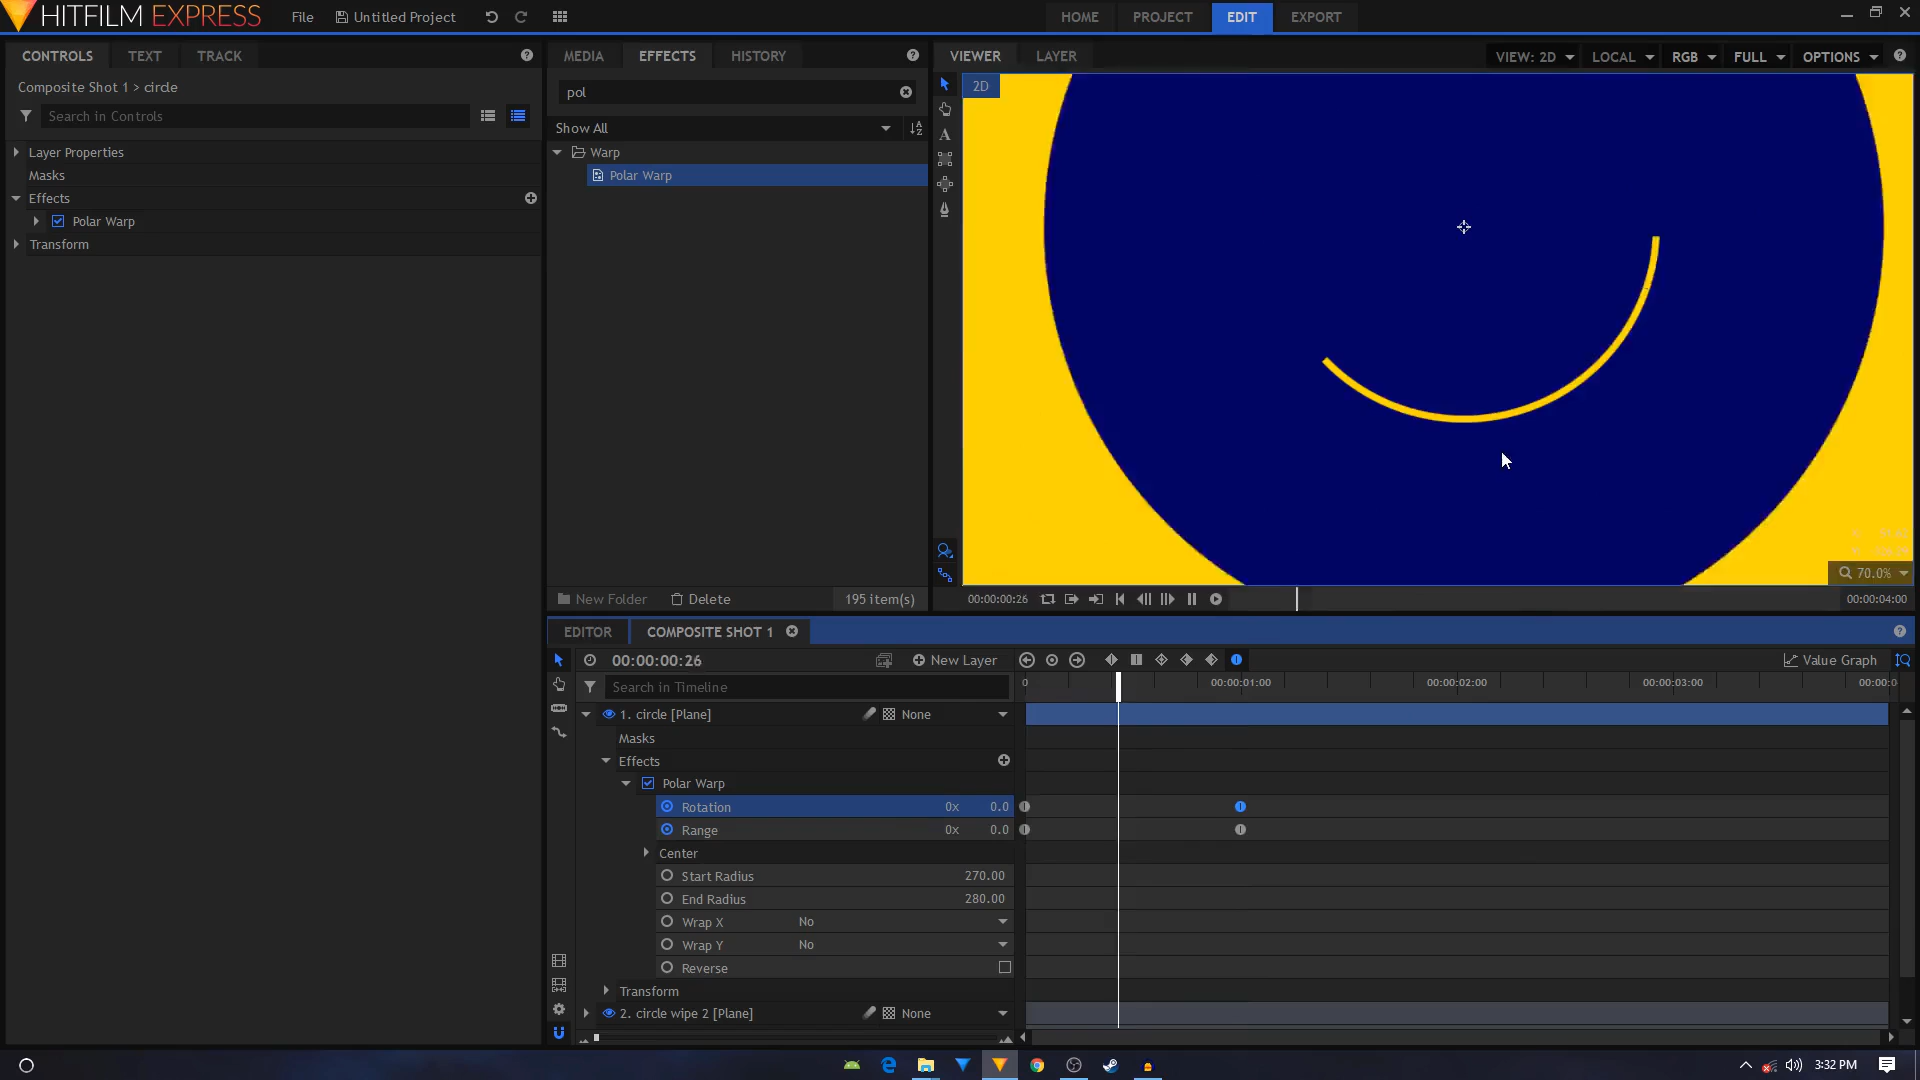 HITFILM EXPRESS
File
Untitled Project
HOME
PROJECT
EDIT
EXPORT
CONTROLS
TEXT
TRACK
MEDIA
EFFECTS
HISTORY
VIEWER
LAYER
VIEW: 2D
LOCAL
RGB
FULL
OPTIONS
Composite Shot 1 > circle
Search in Controls
Layer Properties
Masks
Effects
Polar Warp
Transform
pol
Show All
Warp
Polar Warp
2D
70.0%
New Folder
Delete
195 item(s)
00:00:00:26
00:00:04:00
EDITOR
COMPOSITE SHOT 1
00:00:00:26
New Layer
Value Graph
Search in Timeline
0
00:00:01:00
00:00:02:00
00:00:03:00
00:00:0
1. circle [Plane]
None
Masks
Effects
Polar Warp
Rotation 0x 0.0
Range 0x 0.0
Center
Start Radius 270.00
End Radius 280.00
Wrap X No
Wrap Y No
Reverse
Transform
2. circle wipe 2 [Plane]
None
3:32 PM